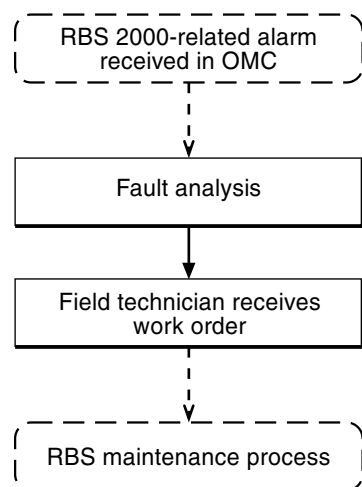 RBS 2000-related alarm
received in OMC
Fault analysis
Field technician receives
work order
RBS maintenance process